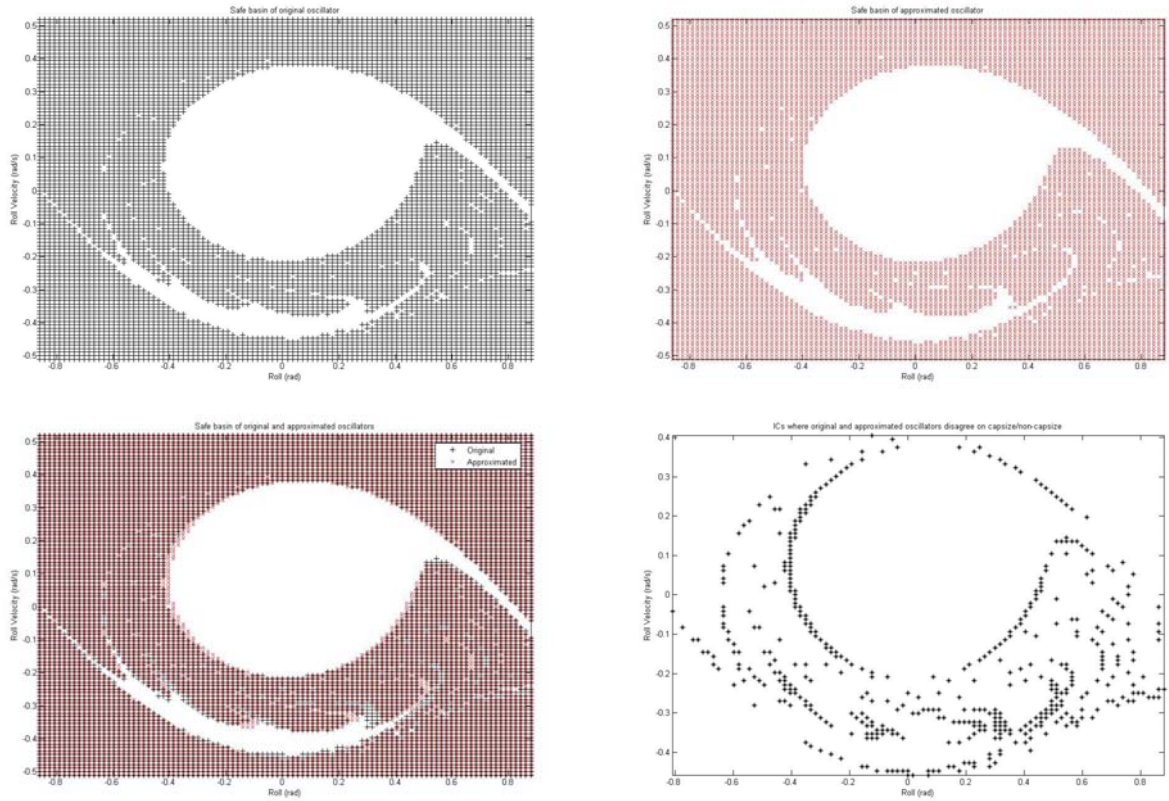 Safe basin of original oscillator
0.5
0.4
0.3
0.2
0.1
0
-0.1
-0.2
-0.3
-0.4
-0.5
Roll Velocity (rad/s)
-0.8 -0.6 -0.4 -0.2 0 0.2 0.4 0.6 0.8
Roll (rad)
Safe basin of approximated oscillator
0.5
0.4
0.3
0.2
0.1
0
-0.1
-0.2
-0.3
-0.4
-0.5
Roll Velocity (rad/s)
-0.8 -0.6 -0.4 -0.2 0 0.2 0.4 0.6 0.8
Roll (rad)
Safe basin of original and approximated oscillators
Original
Approximated
0.5
0.4
0.3
0.2
0.1
0
-0.1
-0.2
-0.3
-0.4
-0.5
Roll Velocity (rad/s)
-0.8 -0.6 -0.4 -0.2 0 0.2 0.4 0.6 0.8
Roll (rad)
ICs where original and approximated oscillators disagree on capsize/non-capsize
0.4
0.3
0.2
0.1
0
-0.1
-0.2
-0.3
-0.4
Roll Velocity (rad/s)
-0.8 -0.6 -0.4 -0.2 0 0.2 0.4 0.6 0.8
Roll (rad)